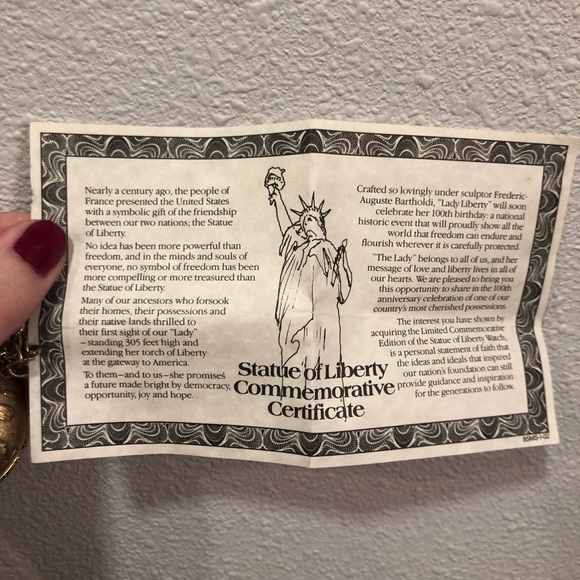 Nearly a century ago, the people of
France presented the United States
with a symbolic gift of the friendship
between our two nations; the Statue
of Liberty.
No idea has been more powerful than
freedom, and in the minds and souls of
everyone, no symbol of freedom has been
more compelling or more treasured than
the Statue of Liberty.
Many of our ancestors who forsook
their homes, their possessions and
their native lands thrilled to
their first sight of our "Lady"
—standing 305 feet high and
extending her torch of Liberty
at the gateway to America.
To them—and to us—she promises
a future made bright by democracy,
opportunity, joy and hope.
Crafted so lovingly under sculptor Frederic-
Auguste Bartholdi, "Lady Liberty" will soon
celebrate her 100th birthday: a national
historic event that will proudly show all the
world that freedom can endure and
flourish wherever it is carefully protected.
"The Lady" belongs to all of us, and her
message of love and liberty lives in all of
our hearts. We are pleased to bring you
this opportunity to share in the 100th
anniversary celebration of one of our
country's most cherished possessions.
The interest you have shown by
acquiring the Limited Commemorative
Edition of the Statue of Liberty Watch,
is a personal statement of faith that
the ideas and ideals that inspired
our nation's foundation can still
provide guidance and inspiration
for the generations to follow.
Statue of Liberty
Commemorative
Certificate
85MS-I-02